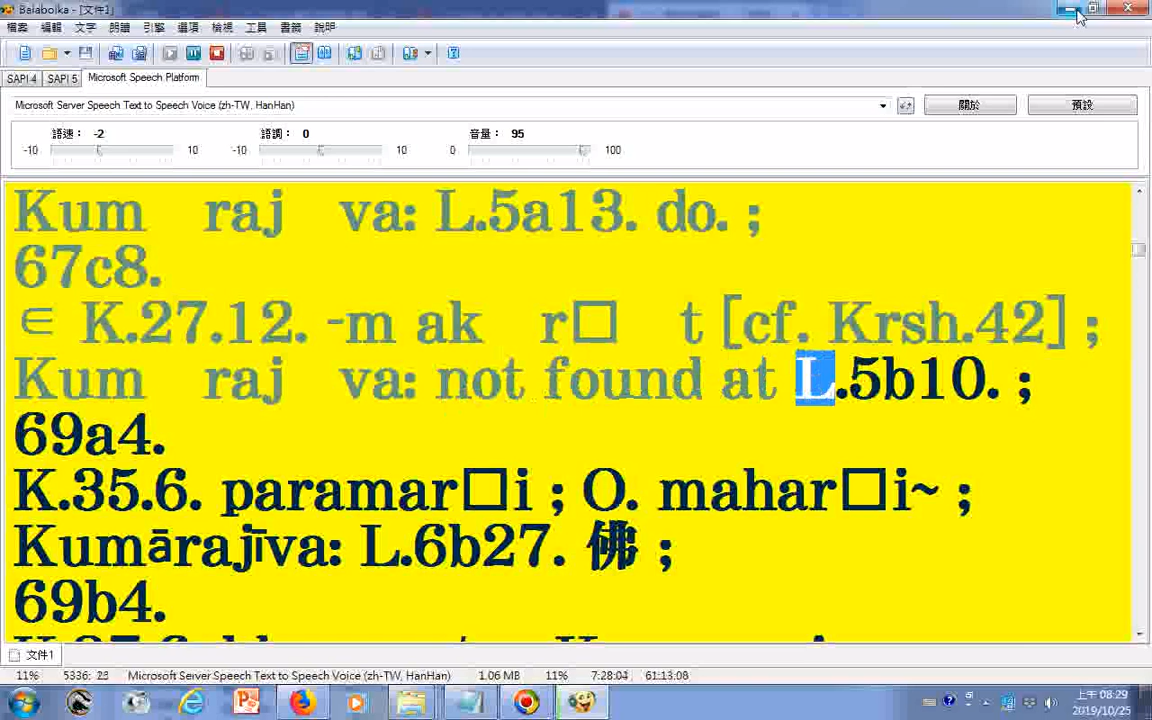 Balabolka - [文件1]
檔案 編輯 文字 朗讀 引擎 選項 檢視 工具 書籤 說明
SAPI 4 SAPI 5 Microsoft Speech Platform
Microsoft Server Speech Text to Speech Voice (zh-TW, HanHan) 關於 預設
語速： -2 語調： 0 音量： 95
-10 10 -10 10 0 100
Kum raj va: L.5a13. do. ;
67c8.
∈ K.27.12. -m ak r□ t [cf. Krsh.42] ;
Kum raj va: not found at L.5b10. ;
69a4.
K.35.6. paramar□i ; O. mahar□i~ ;
Kumārajīva: L.6b27. 佛 ;
69b4.
文件1
11% 5336: 23 Microsoft Server Speech Text to Speech Voice (zh-TW, HanHan) 1.06 MB 11% 7:28:04 61:13:08
上午 08:29
2019/10/25